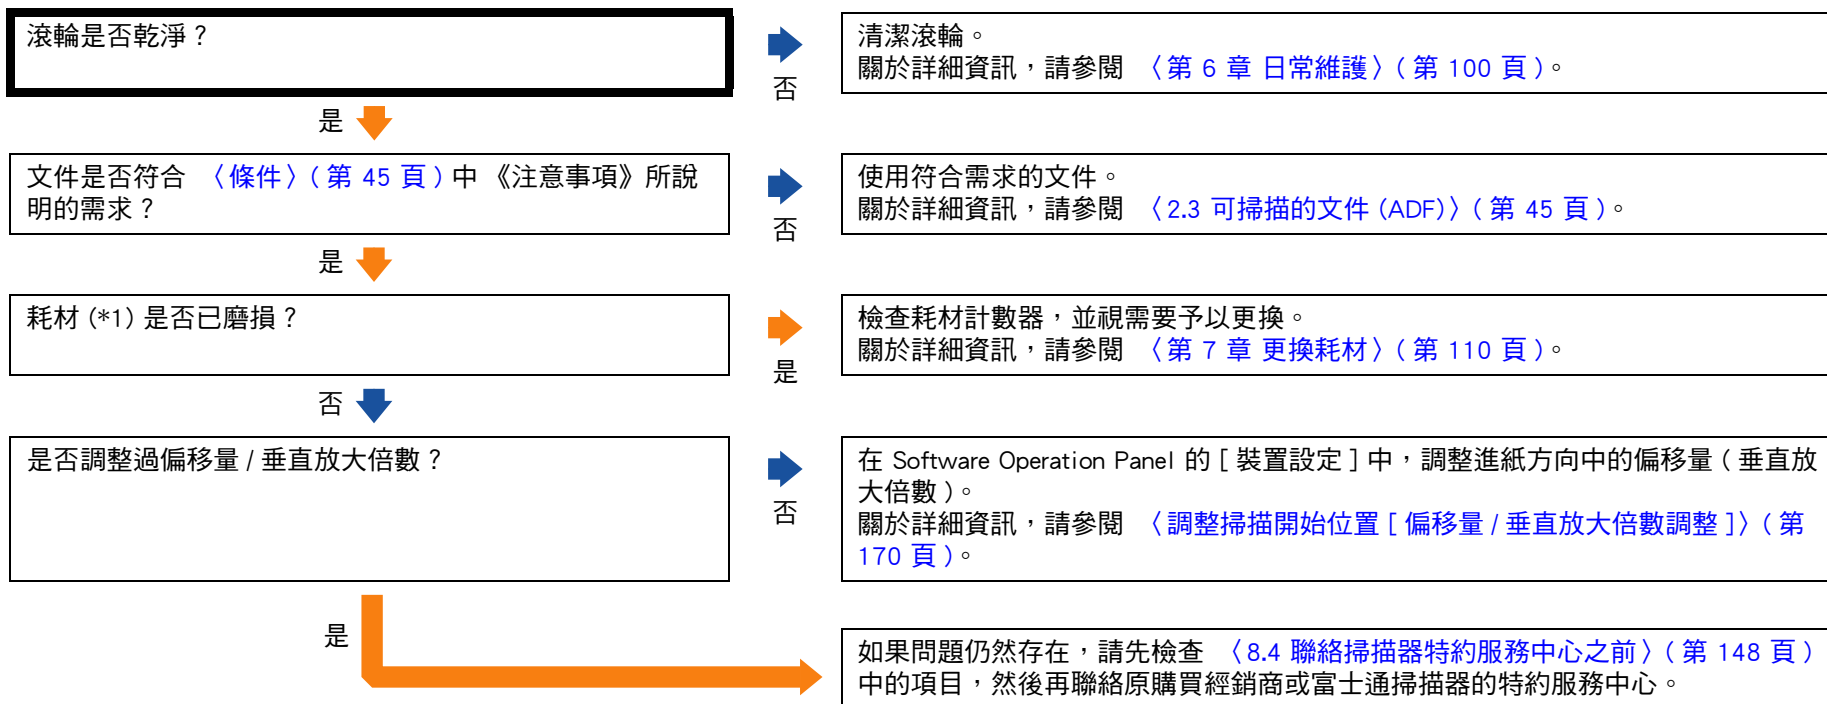 滾輪是否乾淨？
否
清潔滾輪。
關於詳細資訊，請參閱 〈第 6 章 日常維護〉( 第 100 頁 )。
是
文件是否符合 〈條件〉( 第 45 頁 ) 中 《注意事項》所說
明的需求？
否
使用符合需求的文件。
關於詳細資訊，請參閱 〈2.3 可掃描的文件 (ADF)〉( 第 45 頁 )。
是
耗材 (*1) 是否已磨損？
是
檢查耗材計數器，並視需要予以更換。
關於詳細資訊，請參閱 〈第 7 章 更換耗材〉( 第 110 頁 )。
否
是否調整過偏移量 / 垂直放大倍數？
否
在 Software Operation Panel 的 [ 裝置設定 ] 中，調整進紙方向中的偏移量 ( 垂直放
大倍數 )。
關於詳細資訊，請參閱 〈調整掃描開始位置 [ 偏移量 / 垂直放大倍數調整 ]〉( 第
170 頁 )。
是
如果問題仍然存在，請先檢查 〈8.4 聯絡掃描器特約服務中心之前〉( 第 148 頁 )
中的項目，然後再聯絡原購買經銷商或富士通掃描器的特約服務中心。